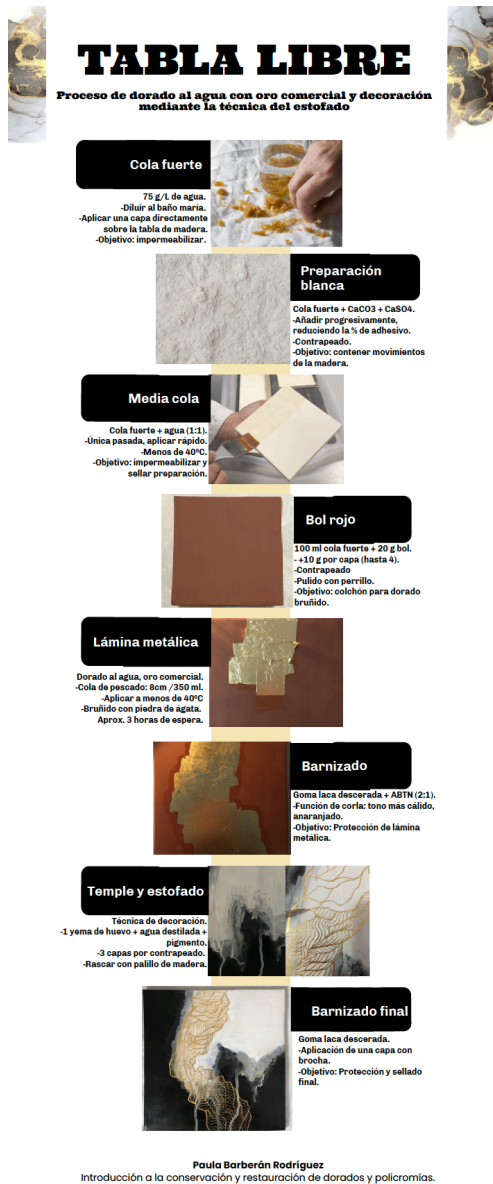 TABLA LIBRE
Proceso de dorado al agua con oro comercial y decoración
mediante la técnica del estofado
Cola fuerte
75 g/L de agua.
-Diluir al baño maría.
-Aplicar una capa directamente
sobre la tabla de madera.
-Objetivo: impermeabilizar.
Preparación
blanca
Cola fuerte + CaCO3 + CaSO4.
-Añadir progresivamente,
reduciendo la % de adhesivo.
-Contrapeado.
-Objetivo: contener movimientos
de la madera.
Media cola
Cola fuerte + agua (1:1).
-Única pasada, aplicar rápido.
-Menos de 40ºC.
-Objetivo: impermeabilizar y
sellar preparación.
Bol rojo
100 ml cola fuerte + 20 g bol.
- +10 g por capa (hasta 4).
-Contrapeado
-Pulido con perrillo.
-Objetivo: colchón para dorado
bruñido.
Lámina metálica
Dorado al agua, oro comercial.
-Cola de pescado: 8cm /350 ml.
-Aplicar a menos de 40ºC
-Bruñido con piedra de ágata.
Aprox. 3 horas de espera.
Barnizado
Goma laca descerada + ABTN (2:1).
-Función de corla: tono más cálido,
anaranjado.
-Objetivo: Protección de lámina
metálica.
Temple y estofado
Técnica de decoración.
-1 yema de huevo + agua destilada +
pigmento.
-3 capas por contrapeado.
-Rascar con palillo de madera.
Barnizado final
Goma laca descerada.
-Aplicación de una capa con
brocha.
-Objetivo: Protección y sellado
final.
Paula Barberán Rodríguez
Introducción a la conservación y restauración de dorados y policromías.